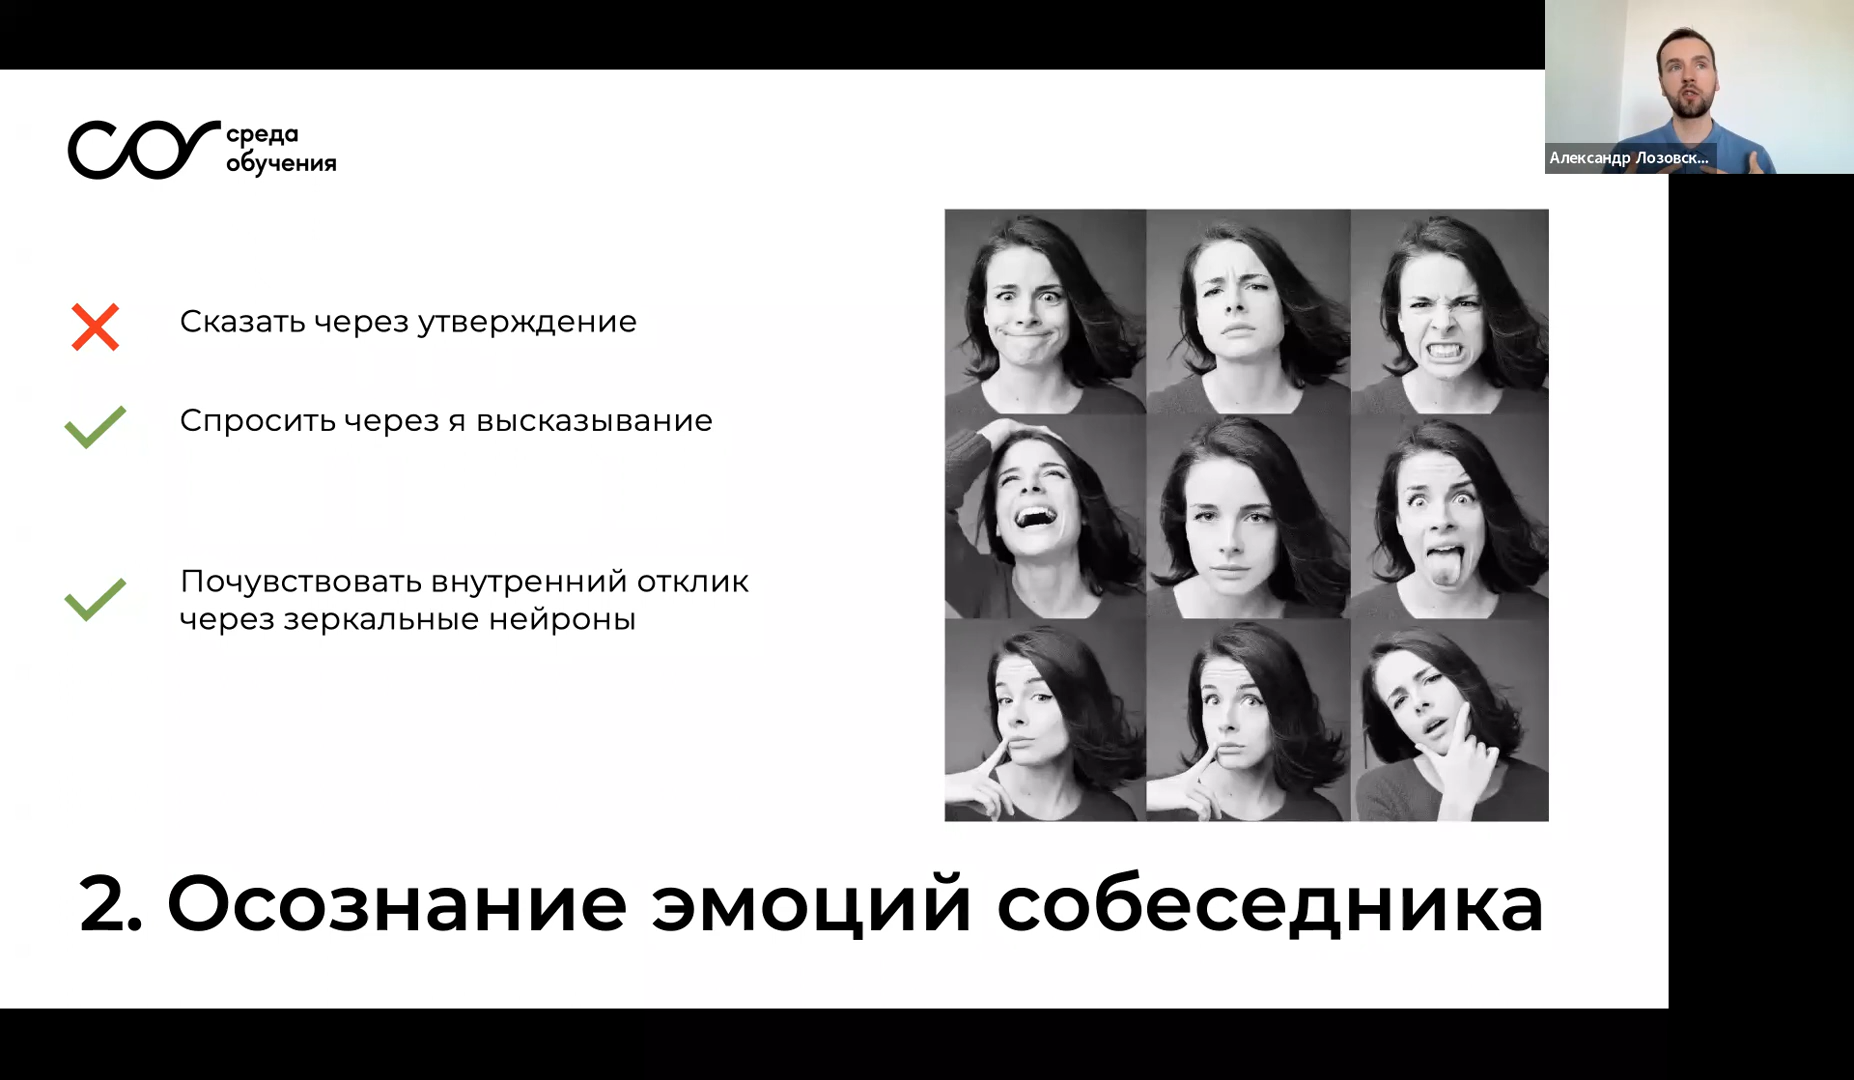 среда
обучения
Александр Лозовск...
Сказать через утверждение
Спросить через я высказывание
Почувствовать внутренний отклик
через зеркальные нейроны
2. Осознание эмоций собеседника